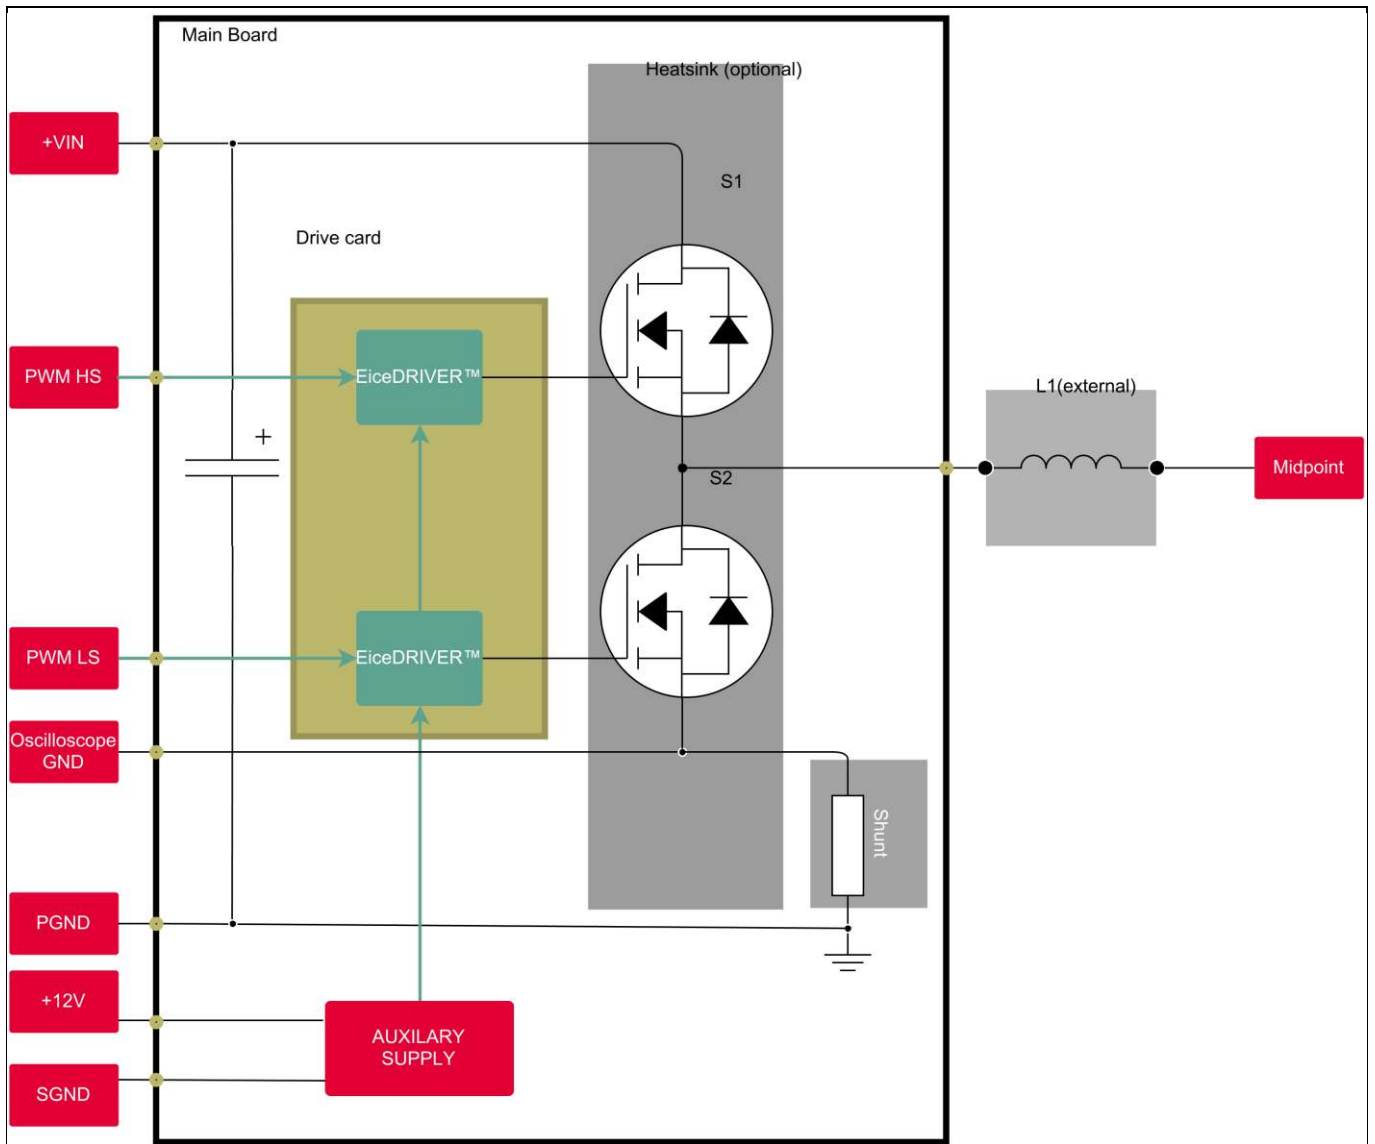 Main Board
Heatsink (optional)
+VIN
S1
Drive card
PWM HS
EiceDRIVER™
L1(external)
+
Midpoint
S2
PWM LS
EiceDRIVER™
Oscilloscope
GND
Shunt
PGND
+12V
AUXILARY
SUPPLY
SGND